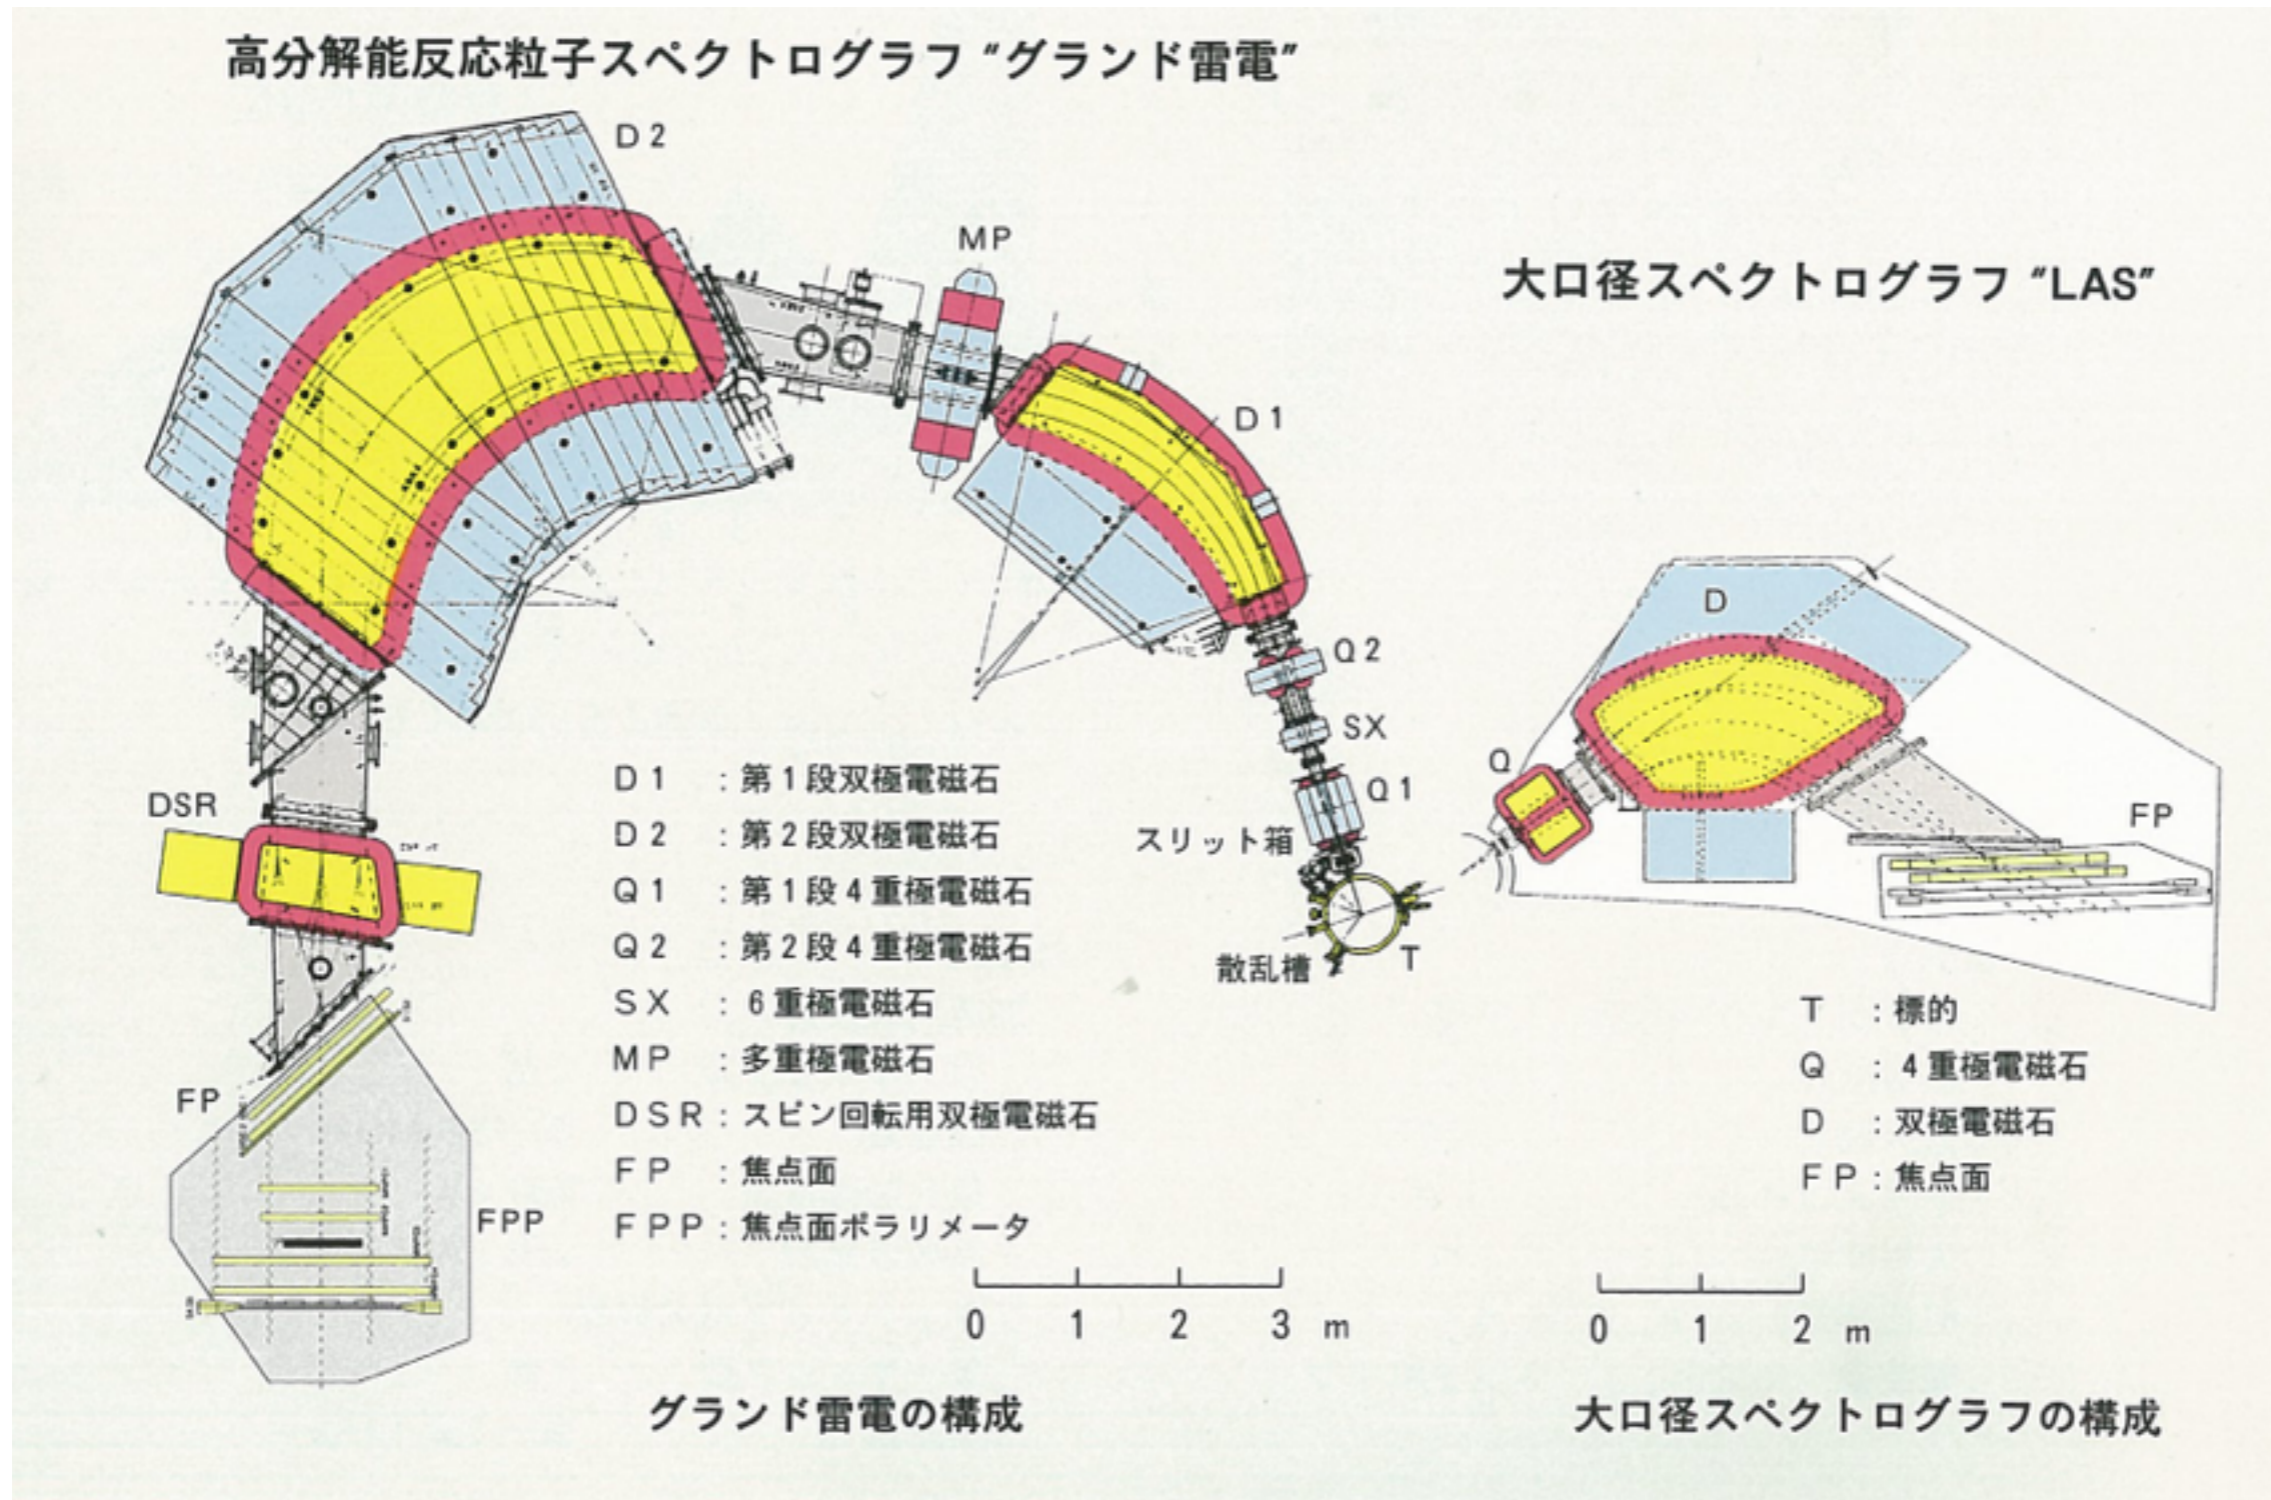 高分解能反応粒子スペクトログラフ “グランド雷電”
D2
MP
D1
大口径スペクトログラフ “LAS”
D
Q2
SX
Q
Q1
DSR
スリット箱
FP
散乱槽
T
D1 : 第1段双極電磁石
D2 : 第2段双極電磁石
Q1 : 第1段4重極電磁石
Q2 : 第2段4重極電磁石
SX : 6重極電磁石
MP : 多重極電磁石
DSR : スピン回転用双極電磁石
FP : 焦点面
FPP : 焦点面ポラリメータ
FP
FPP
T : 標的
Q : 4重極電磁石
D : 双極電磁石
FP : 焦点面
0 1 2 3 m
0 1 2 m
グランド雷電の構成
大口径スペクトログラフの構成